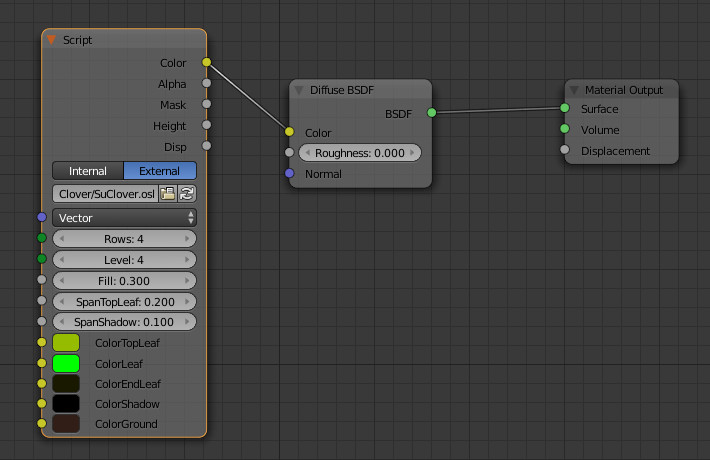 Script
Color
Alpha
Mask
Height
Disp
Internal External
Clover/SuClover.osl
Vector
Rows: 4
Level: 4
Fill: 0.300
SpanTopLeaf: 0.200
SpanShadow: 0.100
ColorTopLeaf
ColorLeaf
ColorEndLeaf
ColorShadow
ColorGround
Diffuse BSDF
BSDF
Color
Roughness: 0.000
Normal
Material Output
Surface
Volume
Displacement